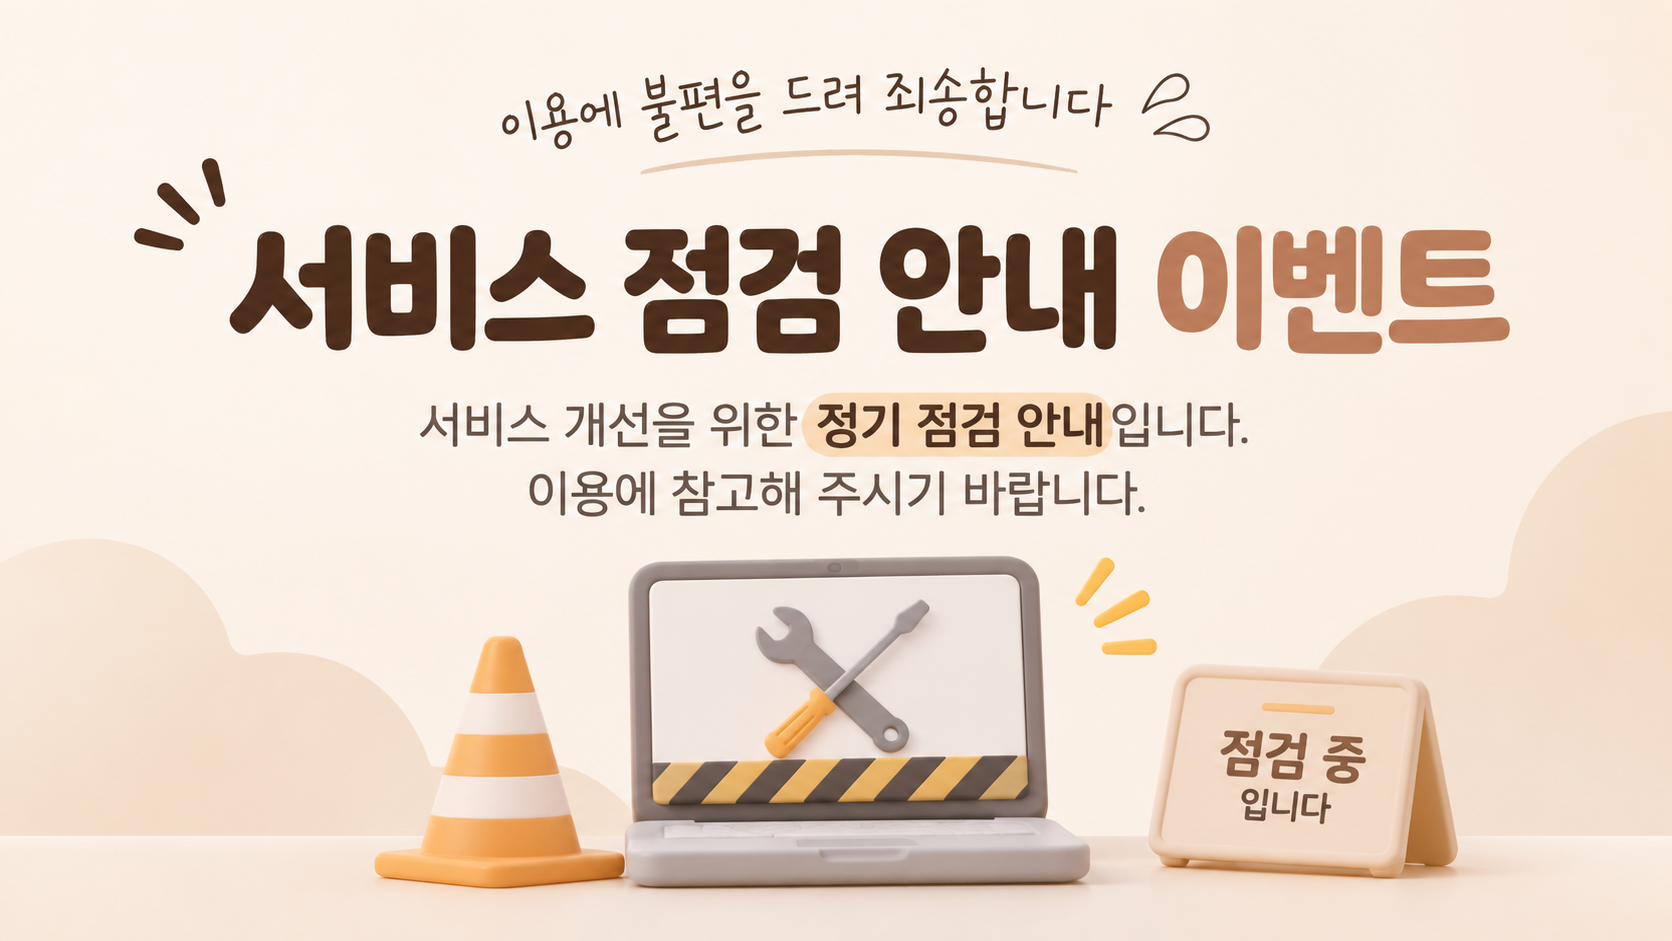 이용에 불편을 드려 죄송합니다
서비스 점검 안내 이벤트
서비스 개선을 위한 정기 점검 안내입니다.
이용에 참고해 주시기 바랍니다.
점검 중
입니다